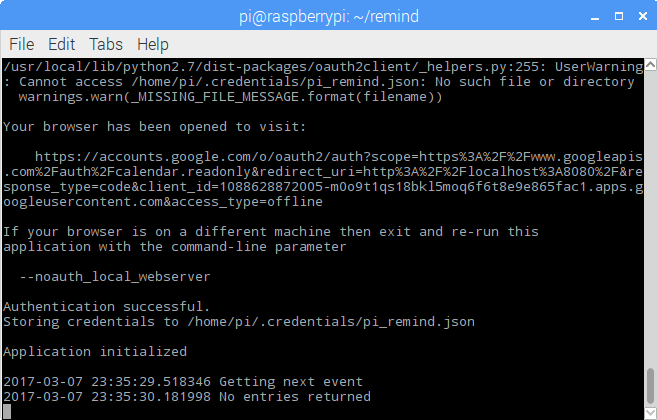 pi@raspberrypi: ~/remind
File Edit Tabs Help
/usr/local/lib/python2.7/dist-packages/oauth2client/_helpers.py:255: UserWarning
: Cannot access /home/pi/.credentials/pi_remind.json: No such file or directory
warnings.warn(_MISSING_FILE_MESSAGE.format(filename))
Your browser has been opened to visit:
https://accounts.google.com/o/oauth2/auth?scope=https%3A%2F%2Fwww.googleapis
.com%2Fauth%2Fcalendar.readonly&redirect_uri=http%3A%2F%2Flocalhost%3A8080%2F&re
sponse_type=code&client_id=1088628872005-m0o9t1qs18bkl5moq6f6t8e9e865fac1.apps.g
oogleusercontent.com&access_type=offline
If your browser is on a different machine then exit and re-run this
application with the command-line parameter
--noauth_local_webserver
Authentication successful.
Storing credentials to /home/pi/.credentials/pi_remind.json
Application initialized
2017-03-07 23:35:29.518346 Getting next event
2017-03-07 23:35:30.181998 No entries returned